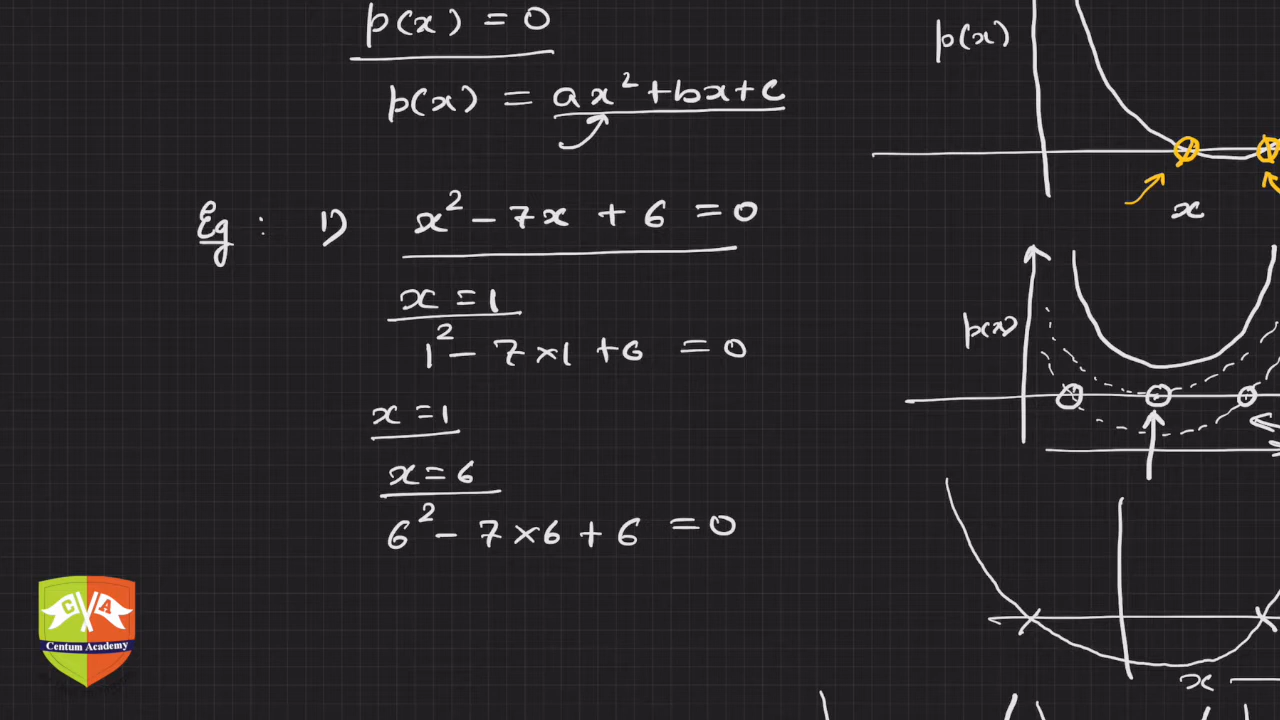 p(x) = 0
p(x) = ax² + bx + c
Eg : 1) x² - 7x + 6 = 0
x = 1
1² - 7 × 1 + 6 = 0
x = 1
x = 6
6² - 7 × 6 + 6 = 0
p(x)
x
p(x)
x
C A
Centum Academy